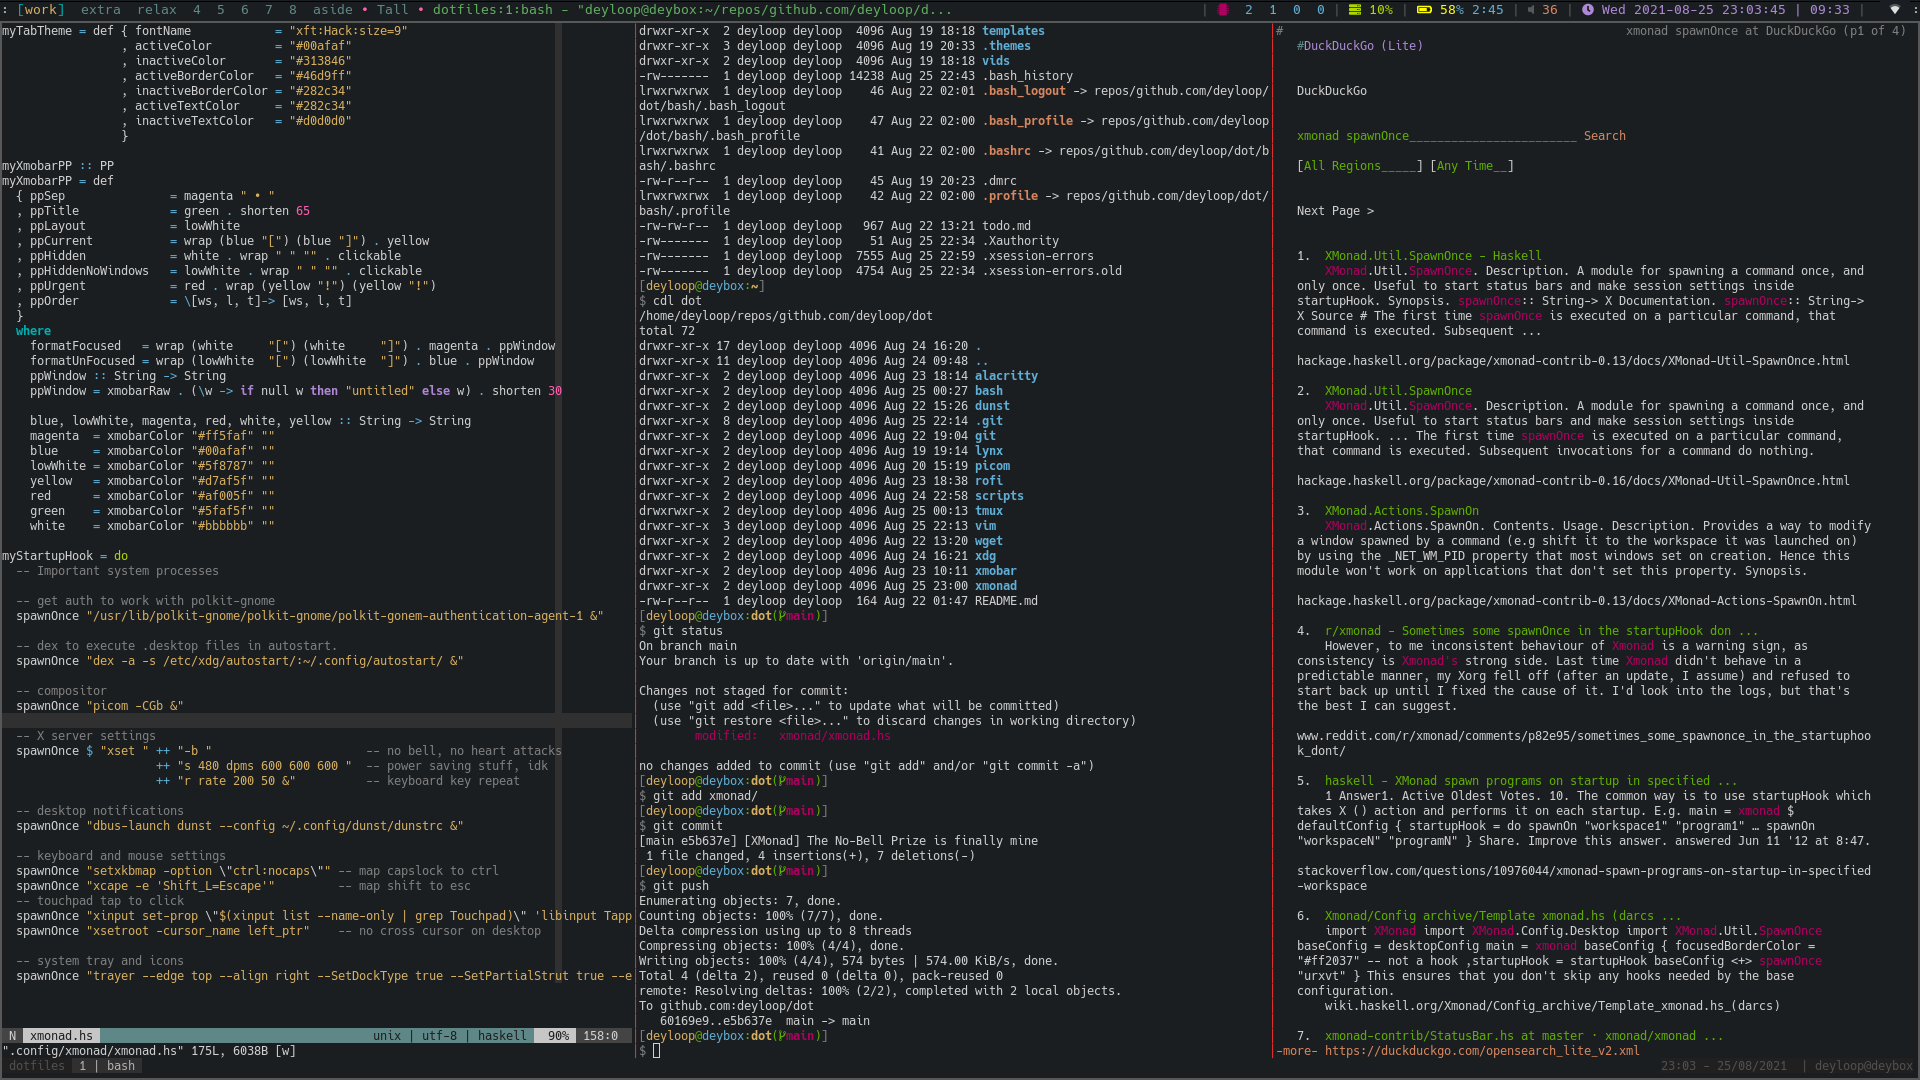 : [work]  extra  relax  4  5  6  7  8  aside • Tall • dotfiles:1:bash – "deyloop@deybox:~/repos/github.com/deyloop/d...
|  2  1  0  0 |  10% |  58% 2:45 |  36 |  Wed 2021-08-25 23:03:45 | 09:33 |  :
myTabTheme = def { fontName            = "xft:Hack:size=9"
                 , activeColor         = "#00afaf"
                 , inactiveColor       = "#313846"
                 , activeBorderColor   = "#46d9ff"
                 , inactiveBorderColor = "#282c34"
                 , activeTextColor     = "#282c34"
                 , inactiveTextColor   = "#d0d0d0"
                 }
myXmobarPP :: PP
myXmobarPP = def
  { ppSep               = magenta " • "
  , ppTitle             = green . shorten 65
  , ppLayout            = lowWhite
  , ppCurrent           = wrap (blue "[") (blue "]") . yellow
  , ppHidden            = white . wrap " " "" . clickable
  , ppHiddenNoWindows   = lowWhite . wrap " " "" . clickable
  , ppUrgent            = red . wrap (yellow "!") (yellow "!")
  , ppOrder             = \[ws, l, t]-> [ws, l, t]
  }
  where
    formatFocused   = wrap (white     "[") (white     "]") . magenta . ppWindow
    formatUnFocused = wrap (lowWhite  "[") (lowWhite  "]") . blue . ppWindow
    ppWindow :: String -> String
    ppWindow = xmobarRaw . (\w -> if null w then "untitled" else w) . shorten 30
    blue, lowWhite, magenta, red, white, yellow :: String -> String
    magenta  = xmobarColor "#ff5faf" ""
    blue     = xmobarColor "#00afaf" ""
    lowWhite = xmobarColor "#5f8787" ""
    yellow   = xmobarColor "#d7af5f" ""
    red      = xmobarColor "#af005f" ""
    green    = xmobarColor "#5faf5f" ""
    white    = xmobarColor "#bbbbbb" ""
myStartupHook = do
  -- Important system processes
  -- get auth to work with polkit-gnome
  spawnOnce "/usr/lib/polkit-gnome/polkit-gnome/polkit-gonem-authentication-agent-1 &"
  -- dex to execute .desktop files in autostart.
  spawnOnce "dex -a -s /etc/xdg/autostart/:~/.config/autostart/ &"
  -- compositor
  spawnOnce "picom -CGb &"
  -- X server settings
  spawnOnce $ "xset " ++ "-b "                      -- no bell, no heart attacks
                      ++ "s 480 dpms 600 600 600 "  -- power saving stuff, idk
                      ++ "r rate 200 50 &"          -- keyboard key repeat
  -- desktop notifications
  spawnOnce "dbus-launch dunst --config ~/.config/dunst/dunstrc &"
  -- keyboard and mouse settings
  spawnOnce "setxkbmap -option \"ctrl:nocaps\"" -- map capslock to ctrl
  spawnOnce "xcape -e 'Shift_L=Escape'"         -- map shift to esc
  -- touchpad tap to click
  spawnOnce "xinput set-prop \"$(xinput list --name-only | grep Touchpad)\" 'libinput Tapp
  spawnOnce "xsetroot -cursor_name left_ptr"    -- no cross cursor on desktop
  -- system tray and icons
  spawnOnce "trayer --edge top --align right --SetDockType true --SetPartialStrut true --e
N  xmonad.hs  unix | utf-8 | haskell  90%  158:0
".config/xmonad/xmonad.hs" 175L, 6038B [w]
drwxr-xr-x  2 deyloop deyloop  4096 Aug 19 18:18 templates
drwxr-xr-x  3 deyloop deyloop  4096 Aug 19 20:33 .themes
drwxr-xr-x  2 deyloop deyloop  4096 Aug 19 18:18 vids
-rw-------  1 deyloop deyloop 14238 Aug 25 22:43 .bash_history
lrwxrwxrwx  1 deyloop deyloop    46 Aug 22 02:01 .bash_logout -> repos/github.com/deyloop/
dot/bash/.bash_logout
lrwxrwxrwx  1 deyloop deyloop    47 Aug 22 02:00 .bash_profile -> repos/github.com/deyloop
/dot/bash/.bash_profile
lrwxrwxrwx  1 deyloop deyloop    41 Aug 22 02:00 .bashrc -> repos/github.com/deyloop/dot/b
ash/.bashrc
-rw-r--r--  1 deyloop deyloop    45 Aug 19 20:23 .dmrc
lrwxrwxrwx  1 deyloop deyloop    42 Aug 22 02:00 .profile -> repos/github.com/deyloop/dot/
bash/.profile
-rw-rw-r--  1 deyloop deyloop   967 Aug 22 13:21 todo.md
-rw-------  1 deyloop deyloop    51 Aug 25 22:34 .Xauthority
-rw-------  1 deyloop deyloop  7555 Aug 25 22:59 .xsession-errors
-rw-------  1 deyloop deyloop  4754 Aug 25 22:34 .xsession-errors.old
[deyloop@deybox:~]
$ cdl dot
/home/deyloop/repos/github.com/deyloop/dot
total 72
drwxr-xr-x 17 deyloop deyloop 4096 Aug 24 16:20 .
drwxr-xr-x 11 deyloop deyloop 4096 Aug 24 09:48 ..
drwxr-xr-x  2 deyloop deyloop 4096 Aug 23 18:14 alacritty
drwxr-xr-x  2 deyloop deyloop 4096 Aug 25 00:27 bash
drwxr-xr-x  2 deyloop deyloop 4096 Aug 22 15:26 dunst
drwxr-xr-x  8 deyloop deyloop 4096 Aug 25 22:14 .git
drwxr-xr-x  2 deyloop deyloop 4096 Aug 22 19:04 git
drwxr-xr-x  2 deyloop deyloop 4096 Aug 19 19:14 lynx
drwxr-xr-x  2 deyloop deyloop 4096 Aug 20 15:19 picom
drwxr-xr-x  2 deyloop deyloop 4096 Aug 23 18:38 rofi
drwxr-xr-x  2 deyloop deyloop 4096 Aug 24 22:58 scripts
drwxrwxr-x  2 deyloop deyloop 4096 Aug 25 00:13 tmux
drwxr-xr-x  3 deyloop deyloop 4096 Aug 25 22:13 vim
drwxr-xr-x  2 deyloop deyloop 4096 Aug 22 13:20 wget
drwxr-xr-x  2 deyloop deyloop 4096 Aug 24 16:21 xdg
drwxr-xr-x  2 deyloop deyloop 4096 Aug 23 10:11 xmobar
drwxr-xr-x  2 deyloop deyloop 4096 Aug 25 23:00 xmonad
-rw-r--r--  1 deyloop deyloop  164 Aug 22 01:47 README.md
[deyloop@deybox:dot(main)]
$ git status
On branch main
Your branch is up to date with 'origin/main'.
Changes not staged for commit:
  (use "git add <file>..." to update what will be committed)
  (use "git restore <file>..." to discard changes in working directory)
        modified:   xmonad/xmonad.hs
no changes added to commit (use "git add" and/or "git commit -a")
[deyloop@deybox:dot(main)]
$ git add xmonad/
[deyloop@deybox:dot(main)]
$ git commit
[main e5b637e] [XMonad] The No-Bell Prize is finally mine
 1 file changed, 4 insertions(+), 7 deletions(-)
[deyloop@deybox:dot(main)]
$ git push
Enumerating objects: 7, done.
Counting objects: 100% (7/7), done.
Delta compression using up to 8 threads
Compressing objects: 100% (4/4), done.
Writing objects: 100% (4/4), 574 bytes | 574.00 KiB/s, done.
Total 4 (delta 2), reused 0 (delta 0), pack-reused 0
remote: Resolving deltas: 100% (2/2), completed with 2 local objects.
To github.com:deyloop/dot
   60169e9..e5b637e  main -> main
[deyloop@deybox:dot(main)]
$
#  xmonad spawnOnce at DuckDuckGo (p1 of 4)
#DuckDuckGo (Lite)
DuckDuckGo
xmonad spawnOnce________________________ Search
[All Regions_____] [Any Time__]
Next Page >
1.  XMonad.Util.SpawnOnce - Haskell
    XMonad.Util.SpawnOnce. Description. A module for spawning a command once, and
only once. Useful to start status bars and make session settings inside
startupHook. Synopsis. spawnOnce:: String-> X Documentation. spawnOnce:: String->
X Source # The first time spawnOnce is executed on a particular command, that
command is executed. Subsequent ...
hackage.haskell.org/package/xmonad-contrib-0.13/docs/XMonad-Util-SpawnOnce.html
2.  XMonad.Util.SpawnOnce
    XMonad.Util.SpawnOnce. Description. A module for spawning a command once, and
only once. Useful to start status bars and make session settings inside
startupHook. ... The first time spawnOnce is executed on a particular command,
that command is executed. Subsequent invocations for a command do nothing.
hackage.haskell.org/package/xmonad-contrib-0.16/docs/XMonad-Util-SpawnOnce.html
3.  XMonad.Actions.SpawnOn
    XMonad.Actions.SpawnOn. Contents. Usage. Description. Provides a way to modify
a window spawned by a command (e.g shift it to the workspace it was launched on)
by using the _NET_WM_PID property that most windows set on creation. Hence this
module won't work on applications that don't set this property. Synopsis.
hackage.haskell.org/package/xmonad-contrib-0.13/docs/XMonad-Actions-SpawnOn.html
4.  r/xmonad - Sometimes some spawnOnce in the startupHook don ...
    However, to me inconsistent behaviour of Xmonad is a warning sign, as
consistency is Xmonad's strong side. Last time Xmonad didn't behave in a
predictable manner, my Xorg fell off (after an update, I assume) and refused to
start back up until I fixed the cause of it. I'd look into the logs, but that's
the best I can suggest.
www.reddit.com/r/xmonad/comments/p82e95/sometimes_some_spawnonce_in_the_startuphoo
k_dont/
5.  haskell - XMonad spawn programs on startup in specified ...
    1 Answer1. Active Oldest Votes. 10. The common way is to use startupHook which
takes X () action and performs it on each startup. E.g. main = xmonad $
defaultConfig { startupHook = do spawnOn "workspace1" "program1" … spawnOn
"workspaceN" "programN" } Share. Improve this answer. answered Jun 11 '12 at 8:47.
stackoverflow.com/questions/10976044/xmonad-spawn-programs-on-startup-in-specified
-workspace
6.  Xmonad/Config archive/Template xmonad.hs (darcs ...
    import XMonad import XMonad.Config.Desktop import XMonad.Util.SpawnOnce
baseConfig = desktopConfig main = xmonad baseConfig { focusedBorderColor =
"#ff2037" -- not a hook ,startupHook = startupHook baseConfig <+> spawnOnce
"urxvt" } This ensures that you don't skip any hooks needed by the base
configuration.
    wiki.haskell.org/Xmonad/Config_archive/Template_xmonad.hs_(darcs)
7.  xmonad-contrib/StatusBar.hs at master · xmonad/xmonad ...
-more- https://duckduckgo.com/opensearch_lite_v2.xml
dotfiles  1 | bash  23:03 - 25/08/2021  | deyloop@deybox